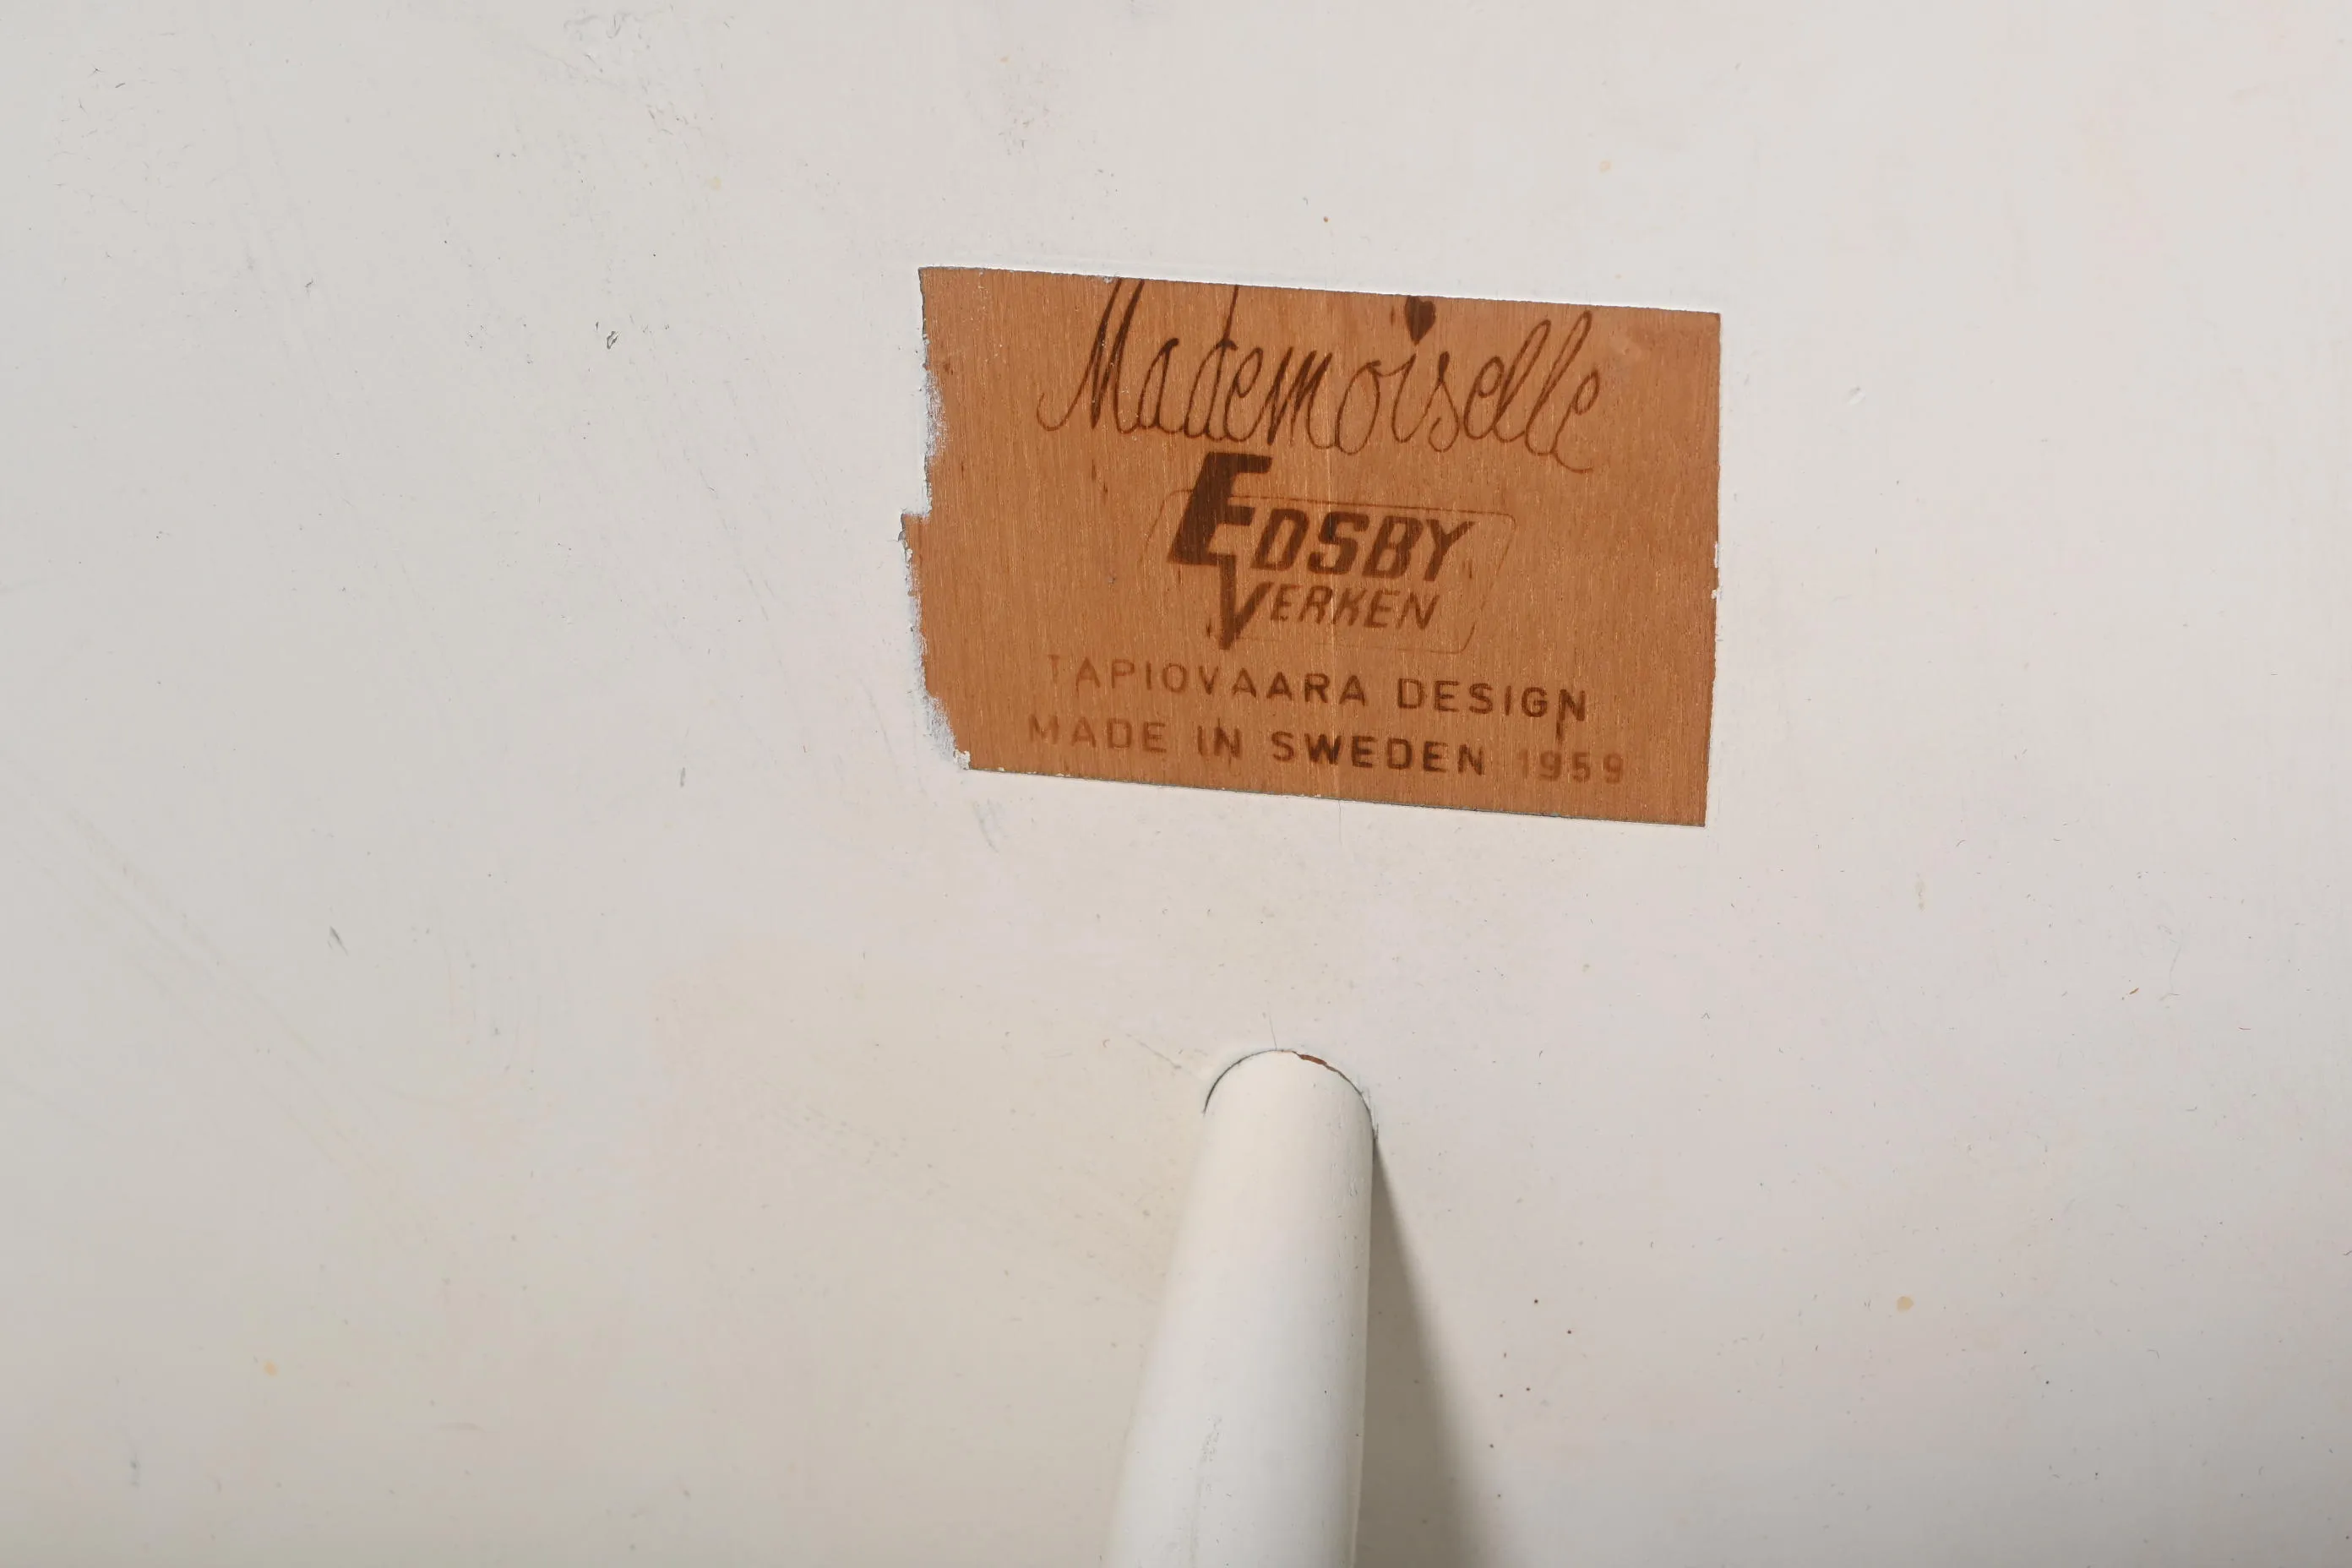 Mademoiselle
EDSBY
VERKEN
TAPIOVAARA DESIGN
MADE IN SWEDEN 1959